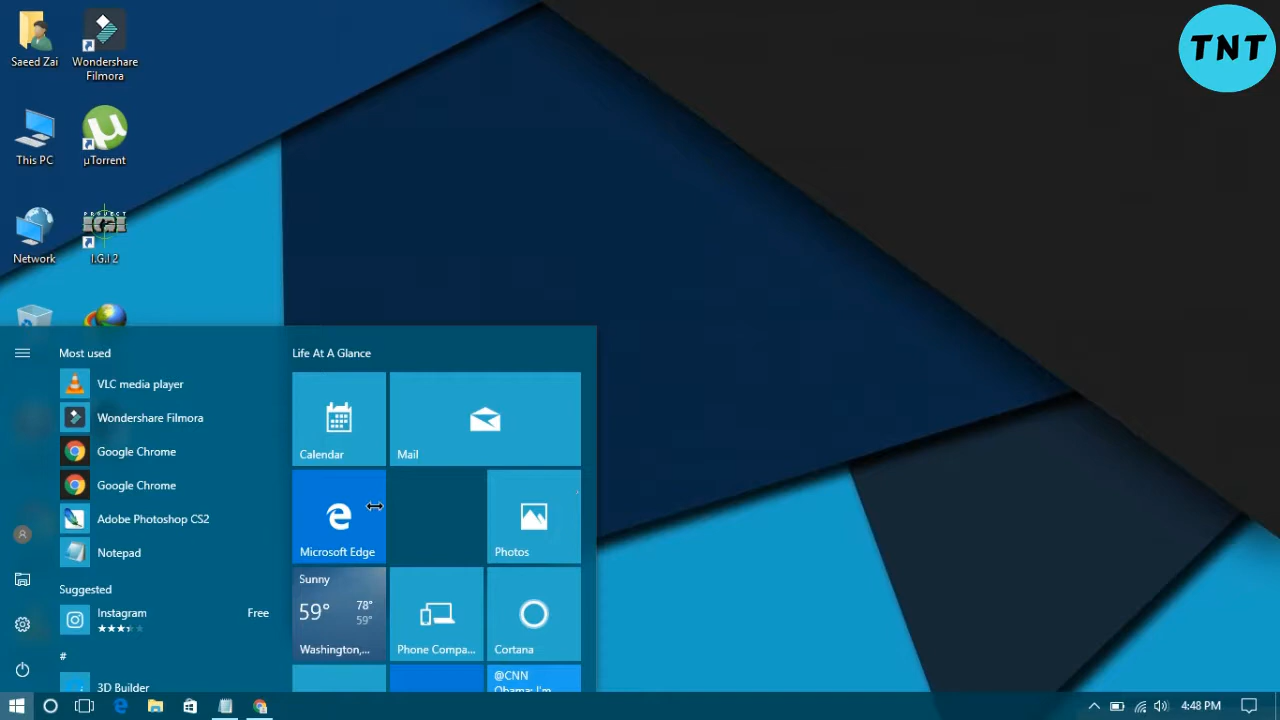 TNT
Saeed Zai
Wondershare
Filmora
This PC
µTorrent
Network
PROJECT
I.G.I 2
Most used
VLC media player
Wondershare Filmora
Google Chrome
Google Chrome
Adobe Photoshop CS2
Notepad
Suggested
Instagram
Free
#
3D Builder
Life At A Glance
Calendar
Mail
Microsoft Edge
Photos
Sunny
59° 78°
59°
Washington,...
Phone Compa...
Cortana
@CNN
Obama: I'm
4:48 PM